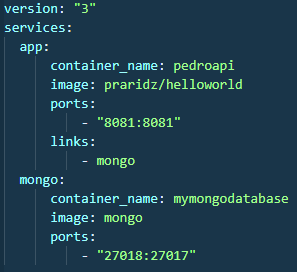 version: "3"
services:
  app:
      container_name: pedroapi
      image: praridz/helloworld
      ports:
          - "8081:8081"
      links:
          - mongo
  mongo:
      container_name: mymongodatabase
      image: mongo
      ports:
          - "27018:27017"